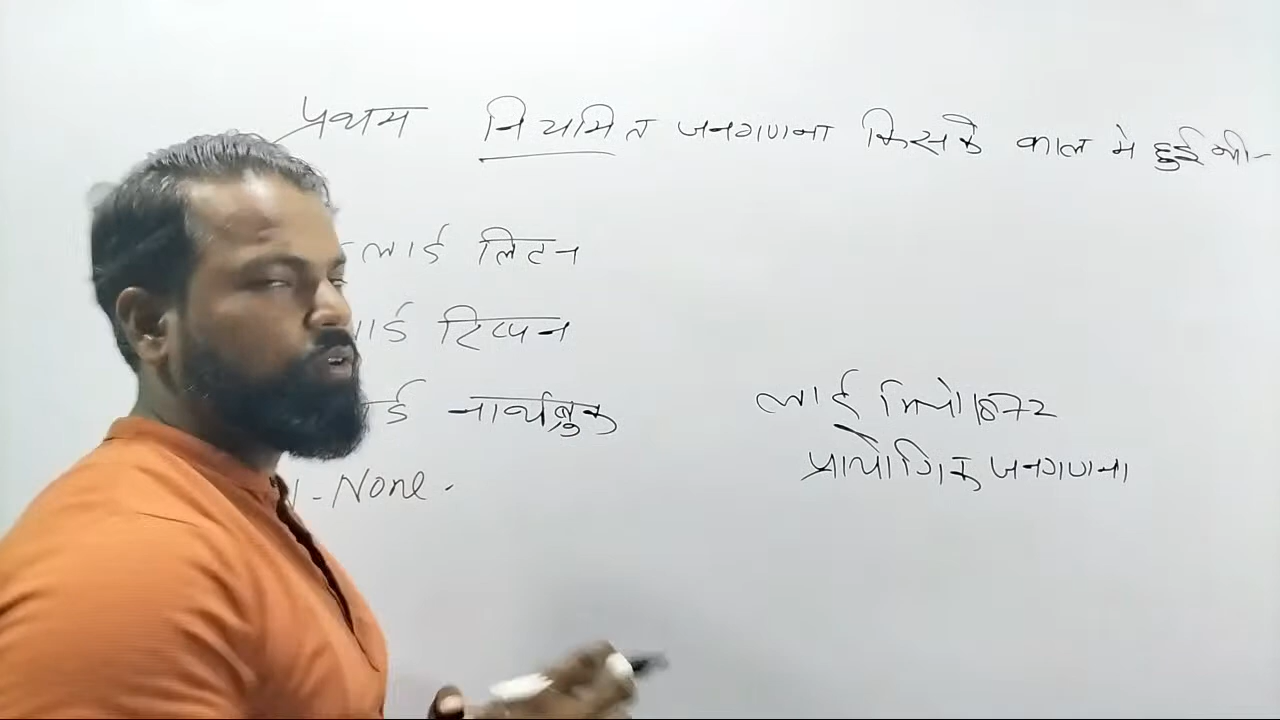 प्रथम नियमित जनगणना किसके काल मे हुई थी-
लार्ड लिटन
र्ड रिप्पन
र्ड नार्थब्रुक
- None.
लार्ड मियो 1872
प्रायोगिक जनगणना